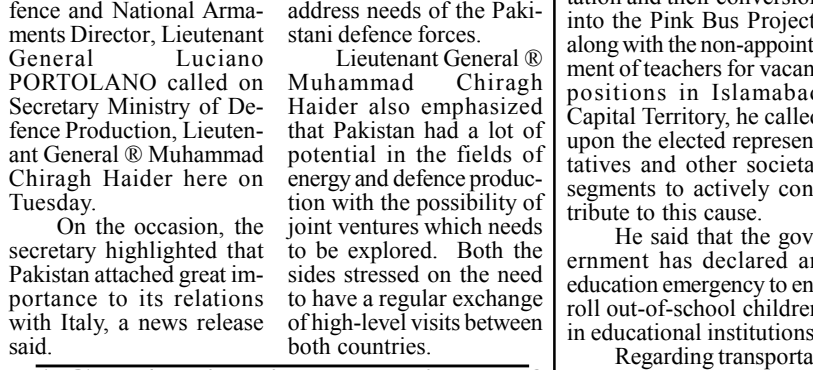 fence and National Arma-
ments Director, Lieutenant
General Luciano
PORTOLANO called on
Secretary Ministry of De-
fence Production, Lieuten-
ant General ® Muhammad
Chiragh Haider here on
Tuesday.
On the occasion, the
secretary highlighted that
Pakistan attached great im-
portance to its relations
with Italy, a news release
said.
address needs of the Paki-
stani defence forces.
Lieutenant General ®
Muhammad Chiragh
Haider also emphasized
that Pakistan had a lot of
potential in the fields of
energy and defence produc-
tion with the possibility of
joint ventures which needs
to be explored. Both the
sides stressed on the need
to have a regular exchange
of high-level visits between
both countries.
tation and their conversion
into the Pink Bus Project
along with the non-appoint
ment of teachers for vacan
positions in Islamabad
Capital Territory, he called
upon the elected represen
tatives and other societa
segments to actively con
tribute to this cause.
He said that the gov
ernment has declared an
education emergency to en
roll out-of-school children
in educational institutions
Regarding transporta